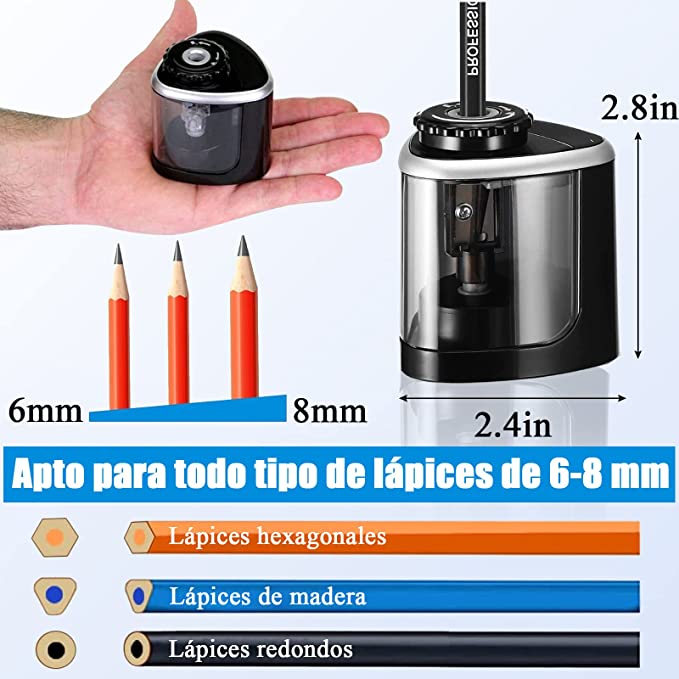 PROFESSIONAL
2.8in
2.4in
6mm
8mm
Apto para todo tipo de lápices de 6-8 mm
Lápices hexagonales
Lápices de madera
Lápices redondos